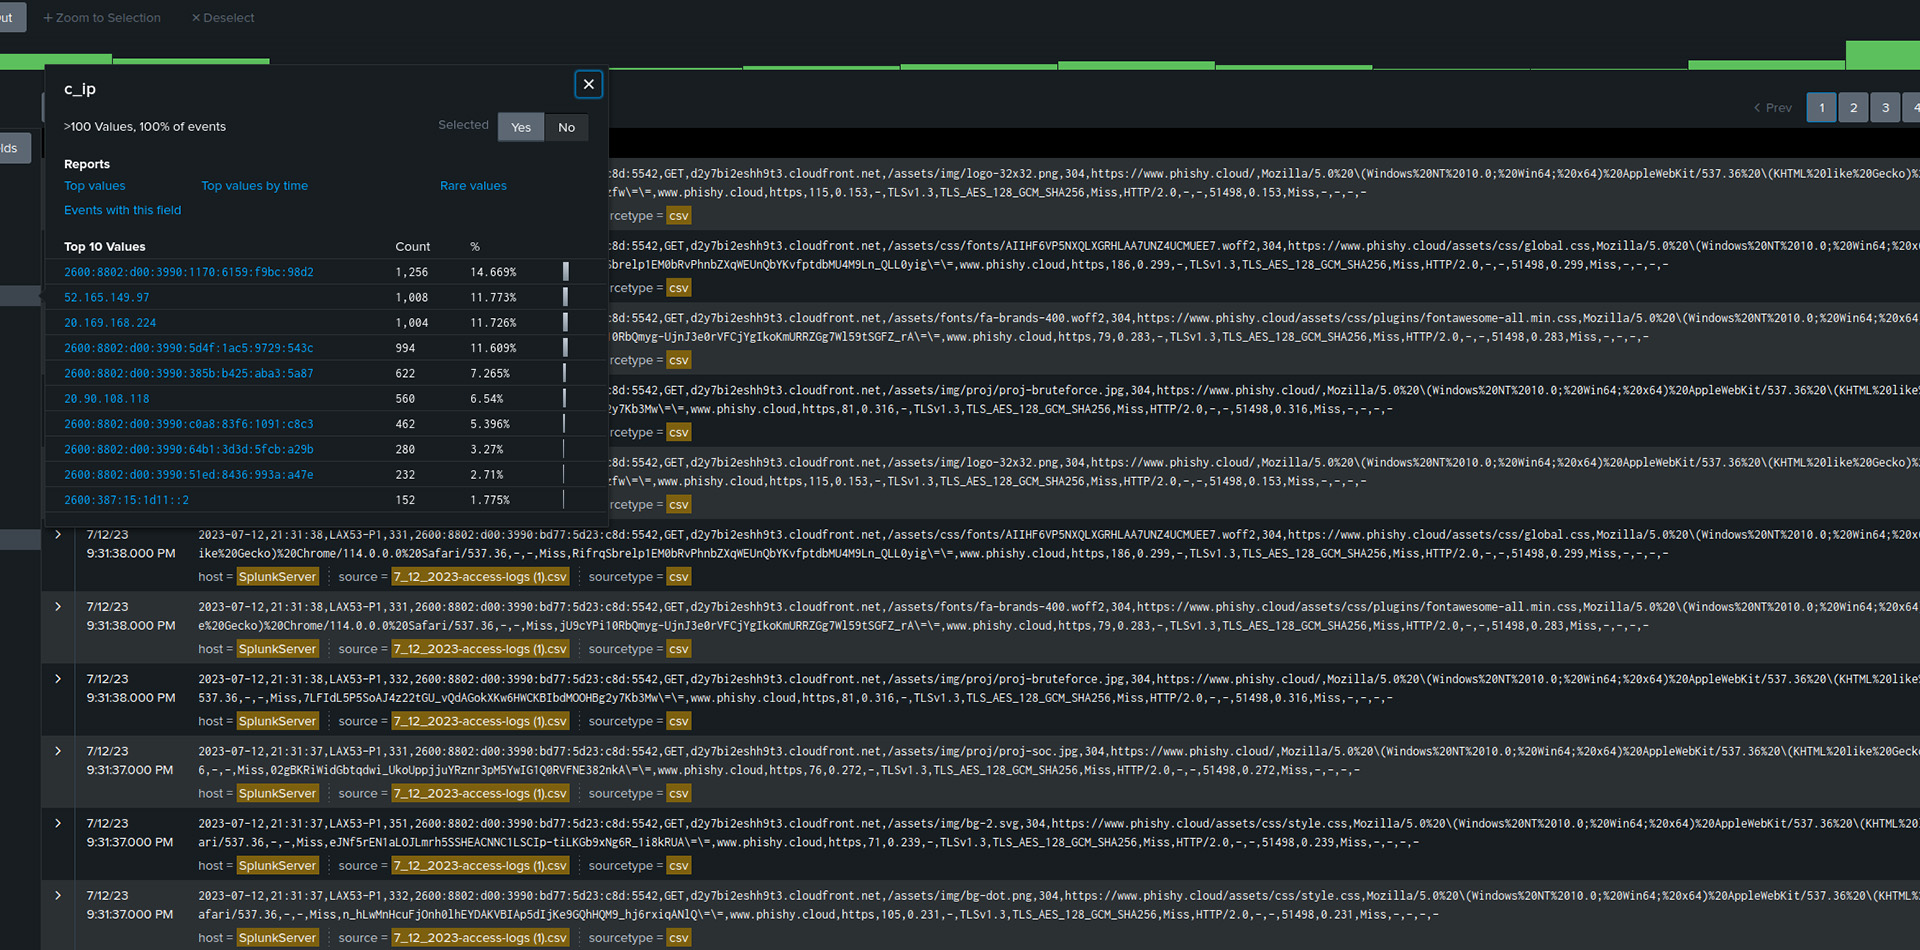 ut + Zoom to Selection × Deselect
c_ip
>100 Values, 100% of events Selected Yes No
< Prev 1 2 3 4
lds
Reports
Top values Top values by time Rare values
Events with this field
Top 10 Values Count %
2600:8802:d00:3990:1170:6159:f9bc:98d2 1,256 14.669%
52.165.149.97 1,008 11.773%
20.169.168.224 1,004 11.726%
2600:8802:d00:3990:5d4f:1ac5:9729:543c 994 11.609%
2600:8802:d00:3990:385b:b425:aba3:5a87 622 7.265%
20.90.108.118 560 6.54%
2600:8802:d00:3990:c0a8:83f6:1091:c8c3 462 5.396%
2600:8802:d00:3990:64b1:3d3d:5fcb:a29b 280 3.27%
2600:8802:d00:3990:51ed:8436:993a:a47e 232 2.71%
2600:387:15:1d11::2 152 1.775%
c8d:5542,GET,d2y7bi2eshh9t3.cloudfront.net,/assets/img/logo-32x32.png,304,https://www.phishy.cloud/,Mozilla/5.0%20\(Windows%20NT%2010.0;%20Win64;%20x64)%20AppleWebKit/537.36%20\(KHTML%20like%20Gecko)%
zfw\=\=,www.phishy.cloud,https,115,0.153,-,TLSv1.3,TLS_AES_128_GCM_SHA256,Miss,HTTP/2.0,-,-,51498,0.153,Miss,-,-,-,-
rcetype = csv
c8d:5542,GET,d2y7bi2eshh9t3.cloudfront.net,/assets/css/fonts/AIIHF6VP5NXQLXGRHLAA7UNZ4UCMUEE7.woff2,304,https://www.phishy.cloud/assets/css/global.css,Mozilla/5.0%20\(Windows%20NT%2010.0;%20Win64;%20x
Sbrelp1EM0bRvPhnbZXqWEUnQbYKvfptdbMU4M9Ln_QLL0yig\=\=,www.phishy.cloud,https,186,0.299,-,TLSv1.3,TLS_AES_128_GCM_SHA256,Miss,HTTP/2.0,-,-,51498,0.299,Miss,-,-,-,-
rcetype = csv
c8d:5542,GET,d2y7bi2eshh9t3.cloudfront.net,/assets/fonts/fa-brands-400.woff2,304,https://www.phishy.cloud/assets/css/plugins/fontawesome-all.min.css,Mozilla/5.0%20\(Windows%20NT%2010.0;%20Win64;%20x64
10RbQmyg-UjnJ3e0rVFCjYgIkoKmURRZGg7Wl59tSGFZ_rA\=\=,www.phishy.cloud,https,79,0.283,-,TLSv1.3,TLS_AES_128_GCM_SHA256,Miss,HTTP/2.0,-,-,51498,0.283,Miss,-,-,-,-
rcetype = csv
c8d:5542,GET,d2y7bi2eshh9t3.cloudfront.net,/assets/img/proj/proj-bruteforce.jpg,304,https://www.phishy.cloud/,Mozilla/5.0%20\(Windows%20NT%2010.0;%20Win64;%20x64)%20AppleWebKit/537.36%20\(KHTML%20like%
2y7Kb3Mw\=\=,www.phishy.cloud,https,81,0.316,-,TLSv1.3,TLS_AES_128_GCM_SHA256,Miss,HTTP/2.0,-,-,51498,0.316,Miss,-,-,-,-
rcetype = csv
c8d:5542,GET,d2y7bi2eshh9t3.cloudfront.net,/assets/img/logo-32x32.png,304,https://www.phishy.cloud/,Mozilla/5.0%20\(Windows%20NT%2010.0;%20Win64;%20x64)%20AppleWebKit/537.36%20\(KHTML%20like%20Gecko)%
zfw\=\=,www.phishy.cloud,https,115,0.153,-,TLSv1.3,TLS_AES_128_GCM_SHA256,Miss,HTTP/2.0,-,-,51498,0.153,Miss,-,-,-,-
rcetype = csv
> 7/12/23 2023-07-12,21:31:38,LAX53-P1,331,2600:8802:d00:3990:bd77:5d23:c8d:5542,GET,d2y7bi2eshh9t3.cloudfront.net,/assets/css/fonts/AIIHF6VP5NXQLXGRHLAA7UNZ4UCMUEE7.woff2,304,https://www.phishy.cloud/assets/css/global.css,Mozilla/5.0%20\(Windows%20NT%2010.0;%20Win64;%20x
9:31:38.000 PM ike%20Gecko)%20Chrome/114.0.0.0%20Safari/537.36,-,-,Miss,RifrqSbrelp1EM0bRvPhnbZXqWEUnQbYKvfptdbMU4M9Ln_QLL0yig\=\=,www.phishy.cloud,https,186,0.299,-,TLSv1.3,TLS_AES_128_GCM_SHA256,Miss,HTTP/2.0,-,-,51498,0.299,Miss,-,-,-,-
host = SplunkServer source = 7_12_2023-access-logs (1).csv sourcetype = csv
> 7/12/23 2023-07-12,21:31:38,LAX53-P1,331,2600:8802:d00:3990:bd77:5d23:c8d:5542,GET,d2y7bi2eshh9t3.cloudfront.net,/assets/fonts/fa-brands-400.woff2,304,https://www.phishy.cloud/assets/css/plugins/fontawesome-all.min.css,Mozilla/5.0%20\(Windows%20NT%2010.0;%20Win64;%20x64
9:31:38.000 PM e%20Gecko)%20Chrome/114.0.0.0%20Safari/537.36,-,-,Miss,jU9cYPi10RbQmyg-UjnJ3e0rVFCjYgIkoKmURRZGg7Wl59tSGFZ_rA\=\=,www.phishy.cloud,https,79,0.283,-,TLSv1.3,TLS_AES_128_GCM_SHA256,Miss,HTTP/2.0,-,-,51498,0.283,Miss,-,-,-,-
host = SplunkServer source = 7_12_2023-access-logs (1).csv sourcetype = csv
> 7/12/23 2023-07-12,21:31:38,LAX53-P1,332,2600:8802:d00:3990:bd77:5d23:c8d:5542,GET,d2y7bi2eshh9t3.cloudfront.net,/assets/img/proj/proj-bruteforce.jpg,304,https://www.phishy.cloud/,Mozilla/5.0%20\(Windows%20NT%2010.0;%20Win64;%20x64)%20AppleWebKit/537.36%20\(KHTML%20like%
9:31:38.000 PM 537.36,-,-,Miss,7LFIdL5P5SoAJ4z22tGU_vQdAGokXKw6HWCKBIbdMOOHBg2y7Kb3Mw\=\=,www.phishy.cloud,https,81,0.316,-,TLSv1.3,TLS_AES_128_GCM_SHA256,Miss,HTTP/2.0,-,-,51498,0.316,Miss,-,-,-,-
host = SplunkServer source = 7_12_2023-access-logs (1).csv sourcetype = csv
> 7/12/23 2023-07-12,21:31:37,LAX53-P1,331,2600:8802:d00:3990:bd77:5d23:c8d:5542,GET,d2y7bi2eshh9t3.cloudfront.net,/assets/img/proj/proj-soc.jpg,304,https://www.phishy.cloud/,Mozilla/5.0%20\(Windows%20NT%2010.0;%20Win64;%20x64)%20AppleWebKit/537.36%20\(KHTML%20like%20Geck
9:31:37.000 PM 6,-,-,Miss,02gBKRiWidGbtqdwi_UkoUppjjuYRznr3pM5YwIG1Q0RVFNE382nkA\=\=,www.phishy.cloud,https,76,0.272,-,TLSv1.3,TLS_AES_128_GCM_SHA256,Miss,HTTP/2.0,-,-,51498,0.272,Miss,-,-,-,-
host = SplunkServer source = 7_12_2023-access-logs (1).csv sourcetype = csv
> 7/12/23 2023-07-12,21:31:37,LAX53-P1,351,2600:8802:d00:3990:bd77:5d23:c8d:5542,GET,d2y7bi2eshh9t3.cloudfront.net,/assets/img/bg-2.svg,304,https://www.phishy.cloud/assets/css/style.css,Mozilla/5.0%20\(Windows%20NT%2010.0;%20Win64;%20x64)%20AppleWebKit/537.36%20\(KHTML%20l
9:31:37.000 PM ari/537.36,-,-,Miss,eJNf5rEN1aLOJLmrh5SSHEACNNC1LSCIp-tiLKGb9xNg6R_1i8kRUA\=\=,www.phishy.cloud,https,71,0.239,-,TLSv1.3,TLS_AES_128_GCM_SHA256,Miss,HTTP/2.0,-,-,51498,0.239,Miss,-,-,-,-
host = SplunkServer source = 7_12_2023-access-logs (1).csv sourcetype = csv
> 7/12/23 2023-07-12,21:31:37,LAX53-P1,332,2600:8802:d00:3990:bd77:5d23:c8d:5542,GET,d2y7bi2eshh9t3.cloudfront.net,/assets/img/bg-dot.png,304,https://www.phishy.cloud/assets/css/style.css,Mozilla/5.0%20\(Windows%20NT%2010.0;%20Win64;%20x64)%20AppleWebKit/537.36%20\(KHTML%
9:31:37.000 PM afari/537.36,-,-,Miss,n_hLwMnHcuFjOnh0lhEYDAKVBIAp5dIjKe9GQhHQM9_hj6rxiqANlQ\=\=,www.phishy.cloud,https,105,0.231,-,TLSv1.3,TLS_AES_128_GCM_SHA256,Miss,HTTP/2.0,-,-,51498,0.231,Miss,-,-,-,-
host = SplunkServer source = 7_12_2023-access-logs (1).csv sourcetype = csv